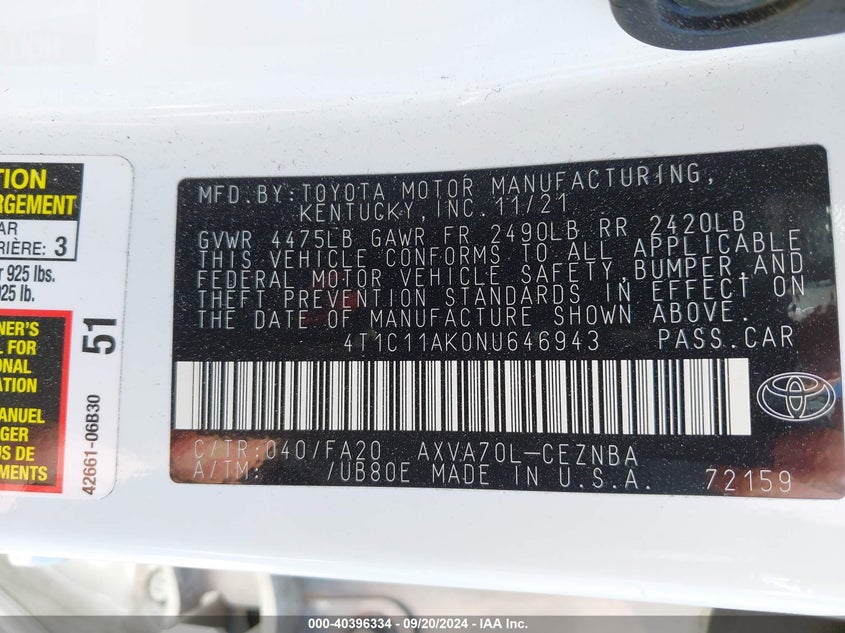 TION
RGEMENT
AR
RIÈRE: 3
r 925 lbs.
925 lb.
NER'S
L FOR
ONAL
ATION
MANUEL
GER
US DE
EMENTS
51
42661-06B30
MFD.BY:TOYOTA MOTOR MANUFACTURING,
KENTUCKY,INC.11/21
GVWR 4475LB GAWR FR 2490LB RR 2420LB
THIS VEHICLE CONFORMS TO ALL APPLICABLE
FEDERAL MOTOR VEHICLE SAFETY,BUMPER,AND
THEFT PREVENTION STANDARDS IN EFFECT ON
THE DATE OF MANUFACTURE SHOWN ABOVE.
4T1C11AK0NU646943 PASS.CAR
C/TR:040/FA20 AXVA70L-CEZNBA
A/TM: /UB80E MADE IN U.S.A. 72159
000-40396334 - 09/20/2024 - IAA Inc.